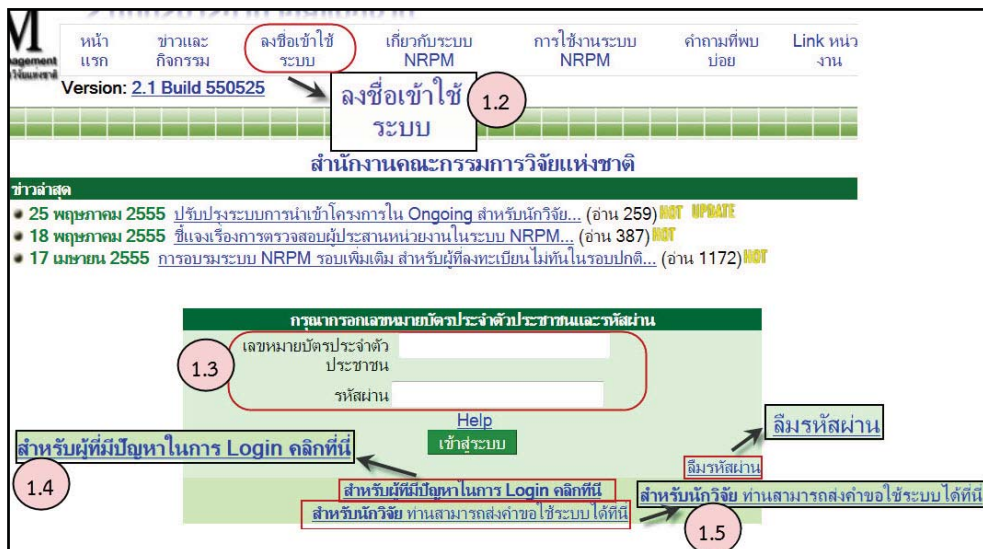 M
หน้า
แรก
ข่าวและ
กิจกรรม
ลงชื่อเข้าใช้
ระบบ
เกี่ยวกับระบบ
NRPM
การใช้งานระบบ
NRPM
คำถามที่พบ
บ่อย
Link หน่ว
งาน
Version: 2.1 Build 550525
ลงชื่อเข้าใช้
ระบบ
1.2
สำนักงานคณะกรรมการวิจัยแห่งชาติ
ข่าวล่าสุด
25 พฤษภาคม 2555 ปรับปรุงระบบการนำเข้าโครงการใน Ongoing สำหรับนักวิจัย... (อ่าน 259) HOT UPDATE
18 พฤษภาคม 2555 ชี้แจงเรื่องการตรวจสอบผู้ประสานหน่วยงานในระบบ NRPM... (อ่าน 387) HOT
17 เมษายน 2555 การอบรมระบบ NRPM รอบเพิ่มเติม สำหรับผู้ที่ลงทะเบียนไม่ทันในรอบปกติ... (อ่าน 1172) HOT
กรุณากรอกเลขหมายบัตรประจำตัวประชาชนและรหัสผ่าน
เลขหมายบัตรประจำตัว
ประชาชน
1.3
รหัสผ่าน
Help
เข้าสู่ระบบ
ลืมรหัสผ่าน
สำหรับผู้ที่มีปัญหาในการ Login คลิกที่นี่
1.4
ลืมรหัสผ่าน
สำหรับผู้ที่มีปัญหาในการ Login คลิกที่นี่
สำหรับนักวิจัย ท่านสามารถส่งคำขอใช้ระบบได้ที่นี่
สำหรับนักวิจัย ท่านสามารถส่งคำขอใช้ระบบได้ที่นี่
1.5